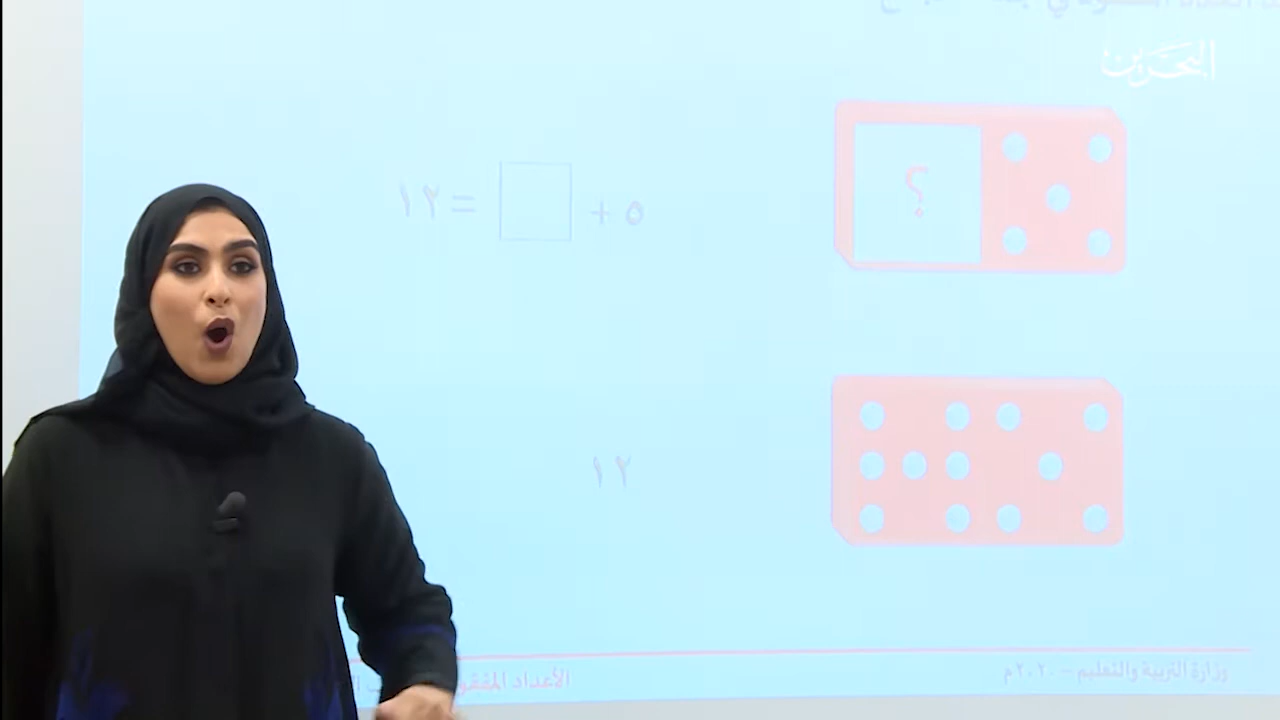 البحرين
٥ + = ١٢
؟
١٢
وزارة التربية والتعليم – ٢٠٢٠م
الأعداد